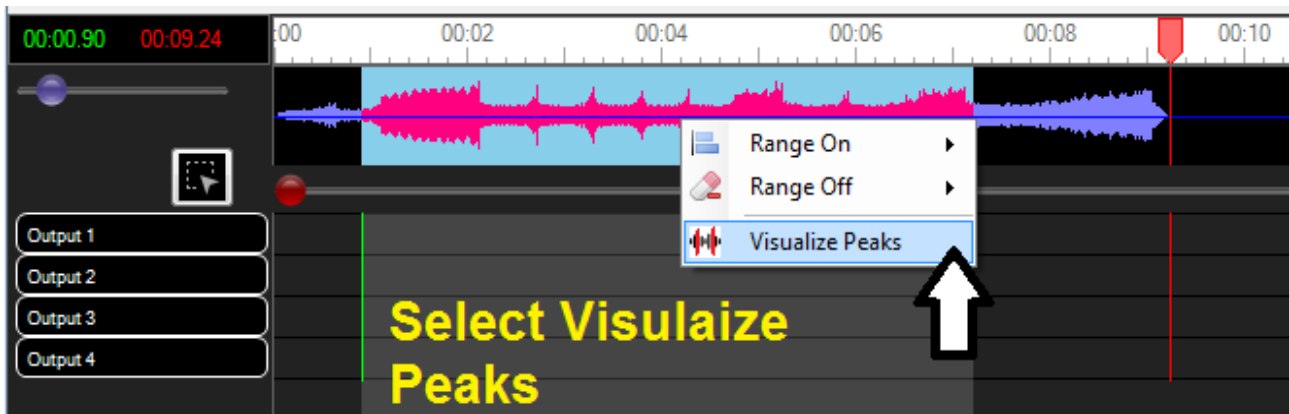 00:00.90 00:09.24 :00 00:02 00:04 00:06 00:08 00:10
Range On
Range Off
Visualize Peaks
Output 1
Output 2
Output 3
Output 4
Select Visulaize
Peaks